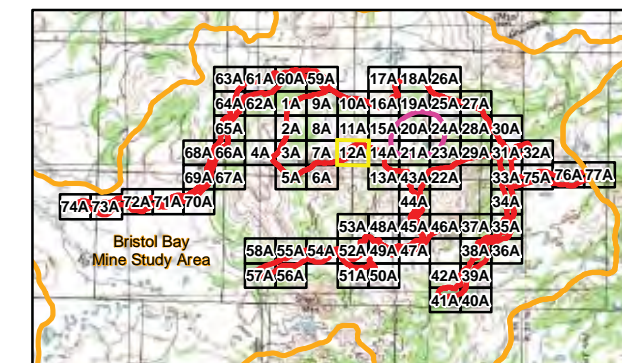 63A 61A 60A 59A 17A 18A 26A
64A 62A 1A 9A 10A 16A 19A 25A 27A
65A 2A 8A 11A 15A 20A 24A 28A 30A
68A 66A 4A 3A 7A 12A 14A 21A 23A 29A 31A 32A
69A 67A 5A 6A 13A 43A 22A 33A 75A 76A 77A
74A 73A 72A 71A 70A 44A 34A
53A 48A 45A 46A 37A 35A
Bristol Bay
Mine Study Area
58A 55A 54A 52A 49A 47A 38A 36A
57A 56A 51A 50A 42A 39A
41A 40A